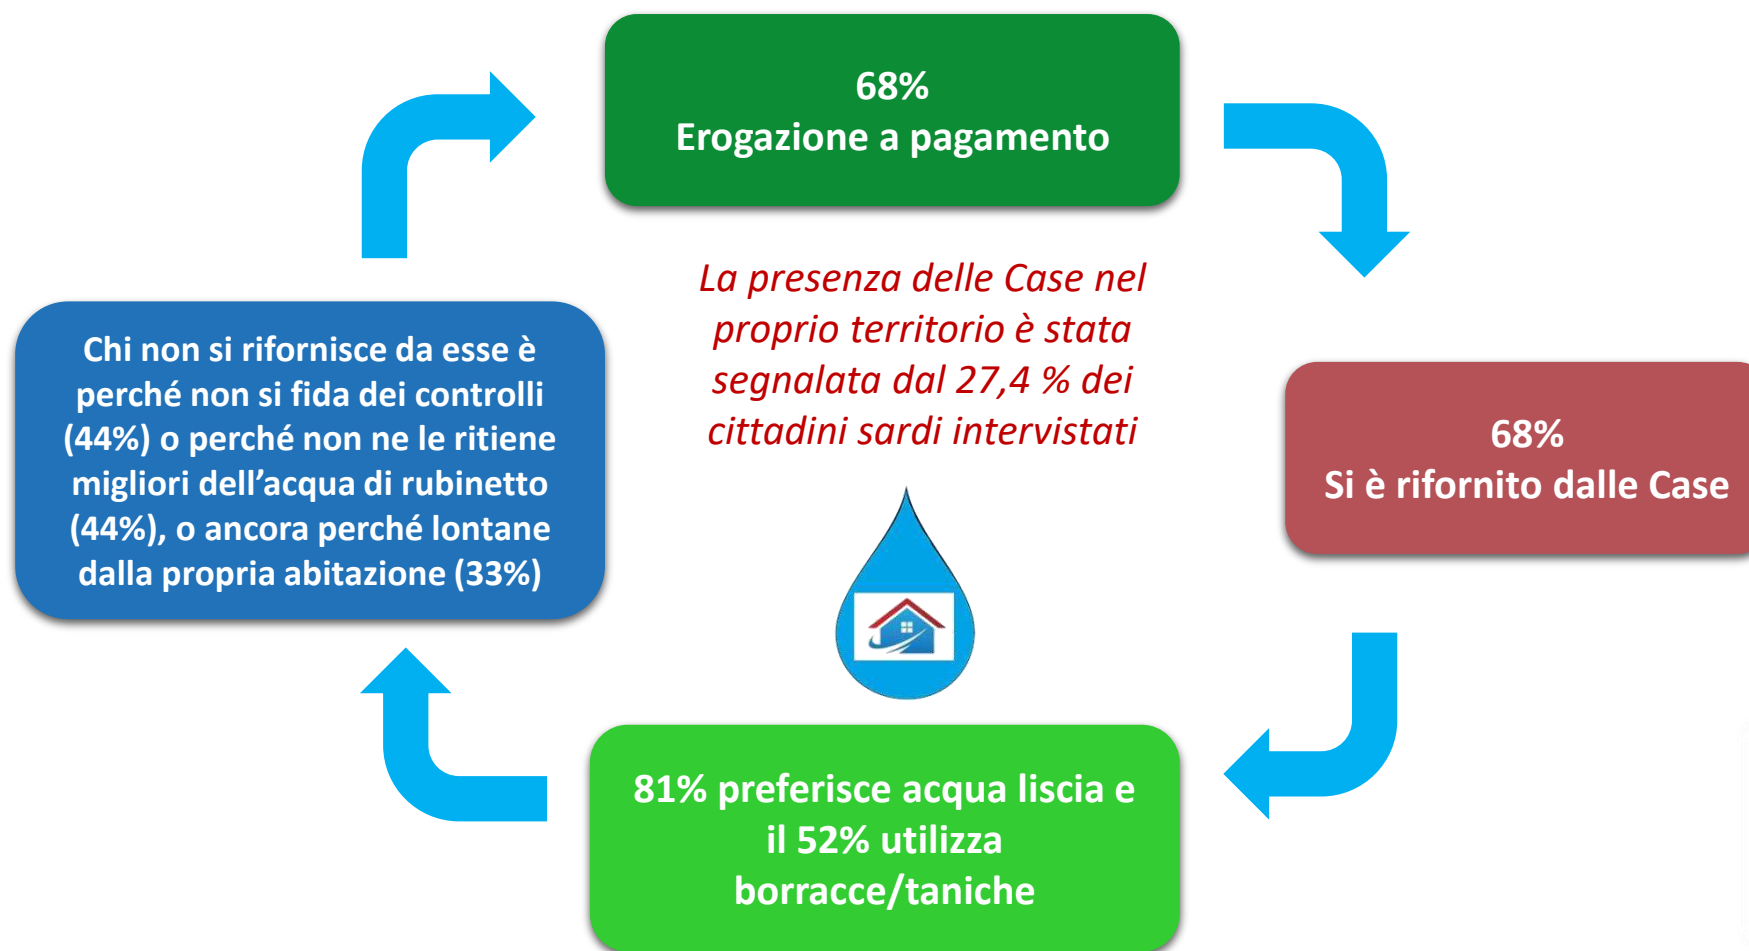 68%
Erogazione a pagamento
La presenza delle Case nel
proprio territorio è stata
segnalata dal 27,4 % dei
cittadini sardi intervistati
Chi non si rifornisce da esse è
perché non si fida dei controlli
(44%) o perché non ne le ritiene
migliori dell’acqua di rubinetto
(44%), o ancora perché lontane
dalla propria abitazione (33%)
68%
Si è rifornito dalle Case
81% preferisce acqua liscia e
il 52% utilizza
borracce/taniche